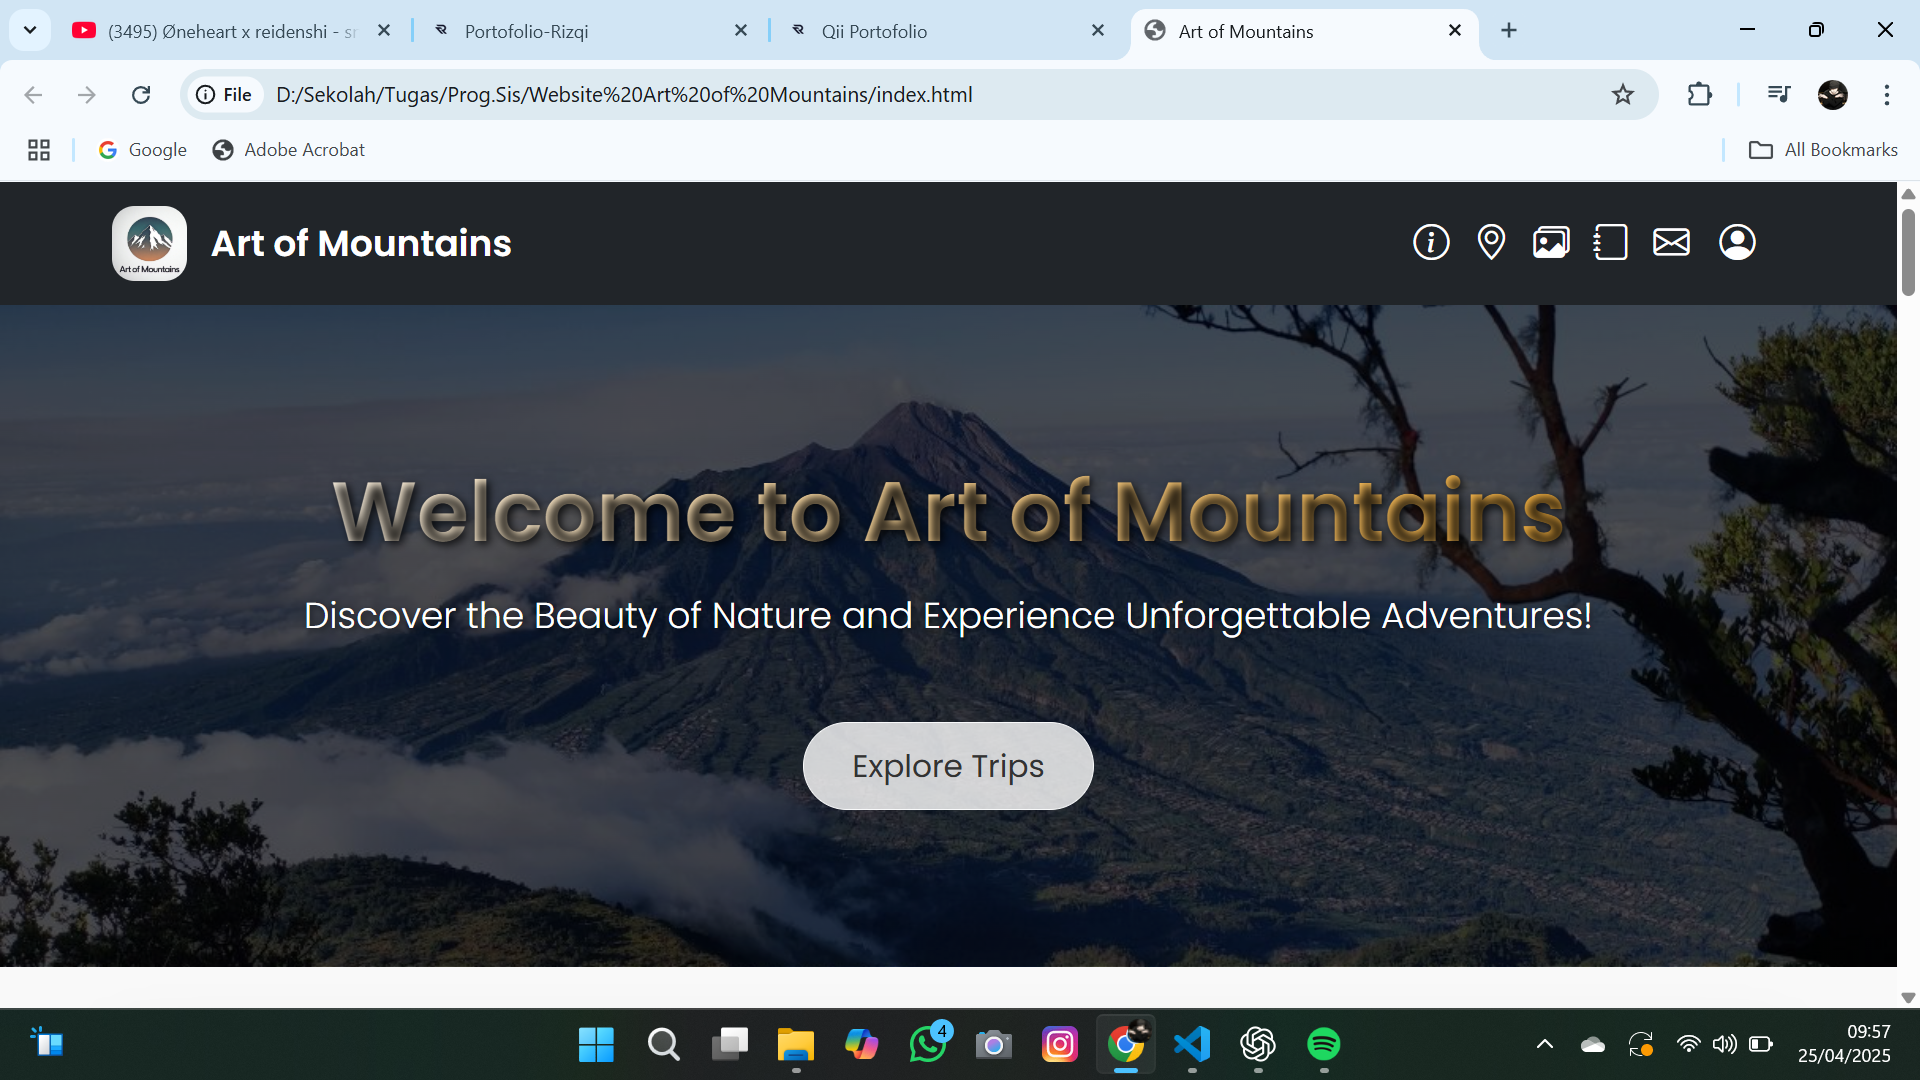 (3495) Øneheart x reidenshi - sn
Portofolio-Rizqi
Qii Portofolio
Art of Mountains
File
D:/Sekolah/Tugas/Prog.Sis/Website%20Art%20of%20Mountains/index.html
Google
Adobe Acrobat
All Bookmarks
Art of Mountains
Art of Mountains
Welcome to Art of Mountains
Discover the Beauty of Nature and Experience Unforgettable Adventures!
Explore Trips
4
09:57
25/04/2025